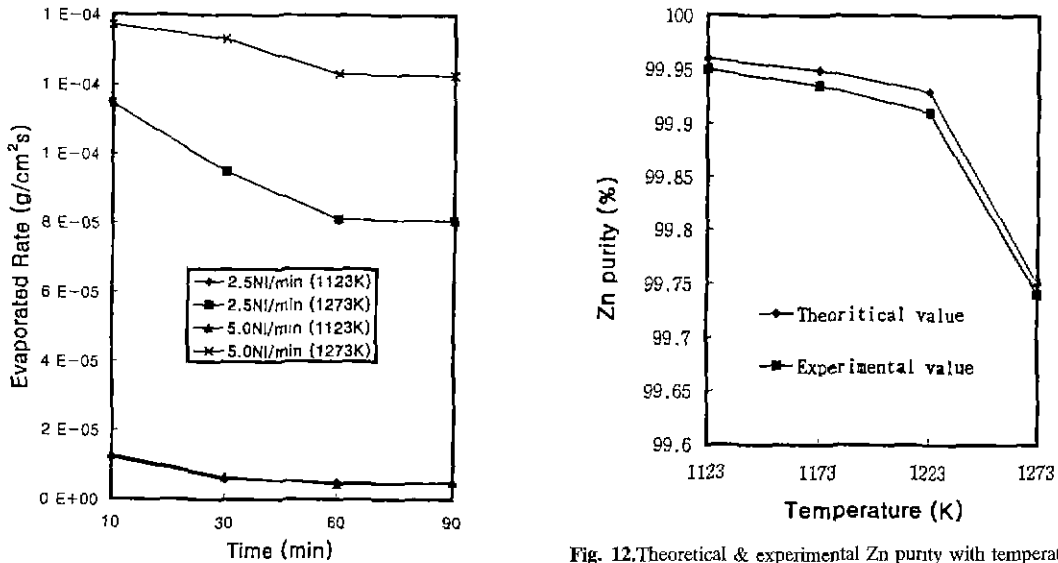 1 E-04
1 E-04
1 E-04
8 E-05
6 E-05
4 E-05
2 E-05
0 E+00
Evaporated Rate (g/cm²s)
2.5Nl/min (1123K)
2.5Nl/min (1273K)
5.0Nl/min (1123K)
5.0Nl/min (1273K)
10 30 60 90
Time (min)
100
99.95
99.9
99.85
99.8
99.75
99.7
99.65
99.6
Zn purity (%)
Theoritical value
Experimental value
1123 1173 1223 1273
Temperature (K)
Fig. 12.Theoretical & experimental Zn purity with temperat